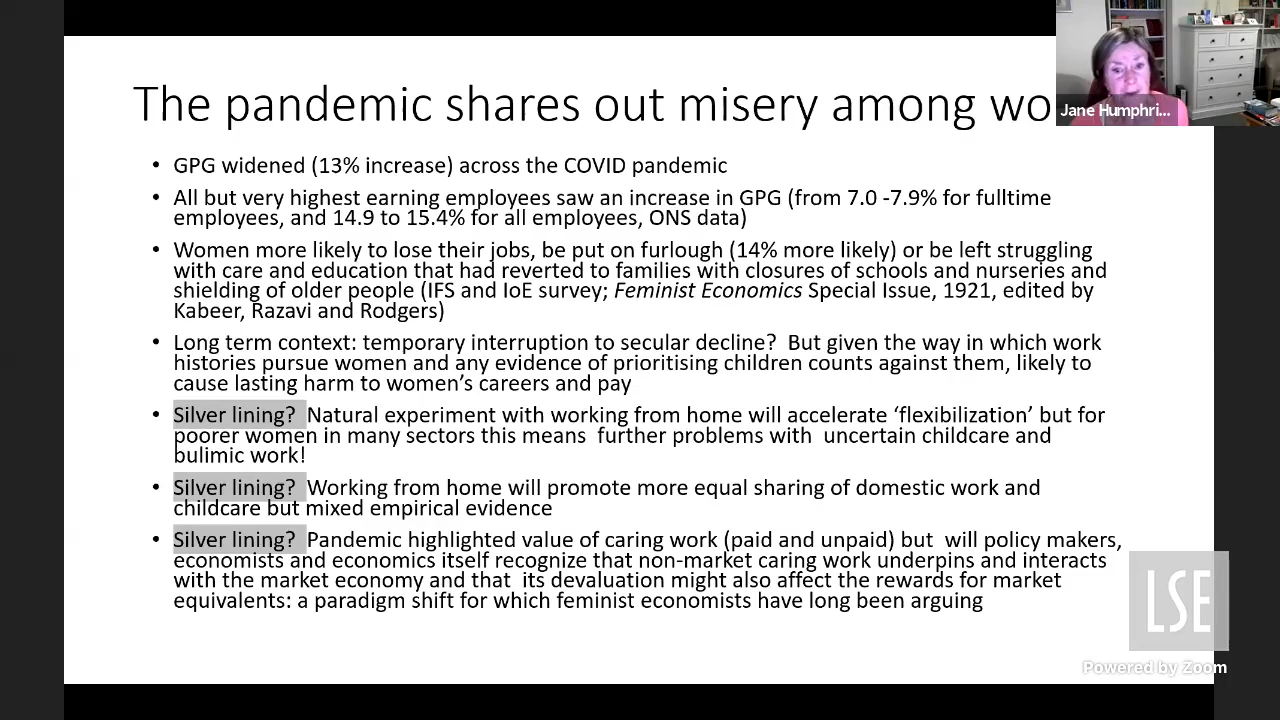 The pandemic shares out misery among wo
Jane Humphri...
• GPG widened (13% increase) across the COVID pandemic
• All but very highest earning employees saw an increase in GPG (from 7.0 -7.9% for fulltime
employees, and 14.9 to 15.4% for all employees, ONS data)
• Women more likely to lose their jobs, be put on furlough (14% more likely) or be left struggling
with care and education that had reverted to families with closures of schools and nurseries and
shielding of older people (IFS and IoE survey; Feminist Economics Special Issue, 1921, edited by
Kabeer, Razavi and Rodgers)
• Long term context: temporary interruption to secular decline?  But given the way in which work
histories pursue women and any evidence of prioritising children counts against them, likely to
cause lasting harm to women’s careers and pay
• Silver lining?  Natural experiment with working from home will accelerate ‘flexibilization’ but for
poorer women in many sectors this means  further problems with  uncertain childcare and
bulimic work!
• Silver lining?  Working from home will promote more equal sharing of domestic work and
childcare but mixed empirical evidence
• Silver lining?  Pandemic highlighted value of caring work (paid and unpaid) but  will policy makers,
economists and economics itself recognize that non-market caring work underpins and interacts
with the market economy and that  its devaluation might also affect the rewards for market
equivalents: a paradigm shift for which feminist economists have long been arguing
LSE
Powered by Zoom